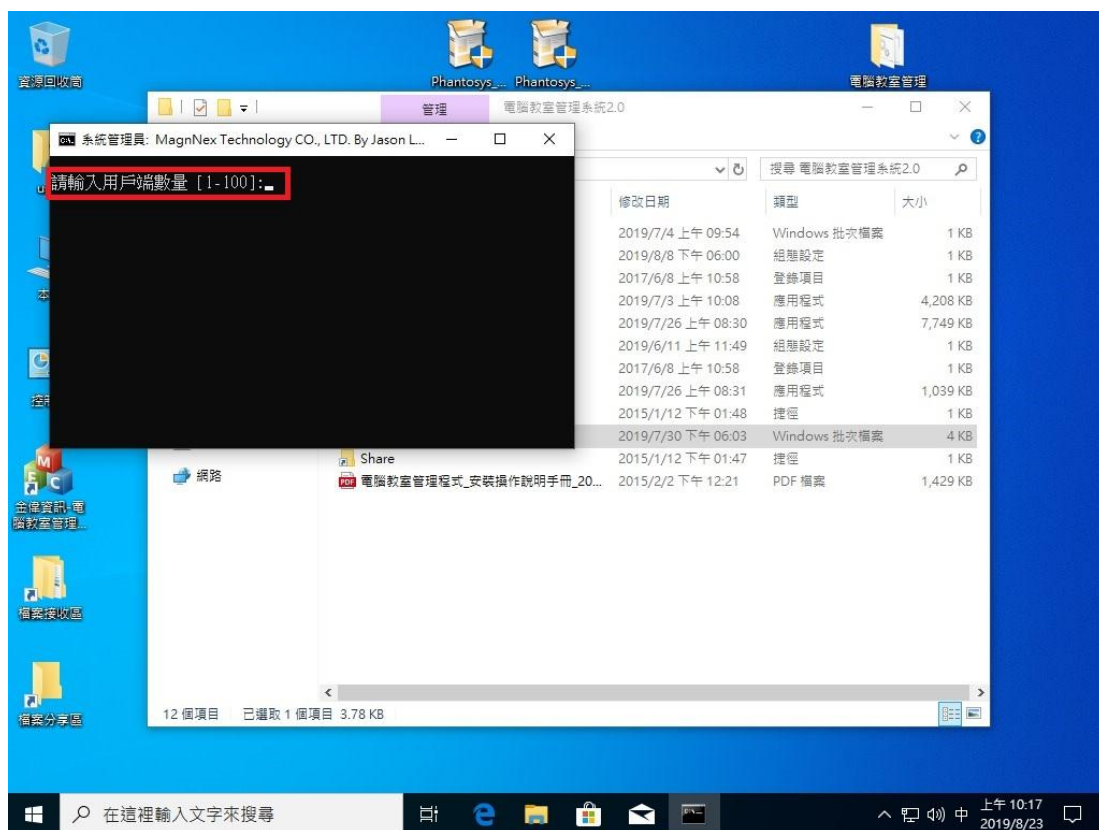 資源回收筒
Phantosys_...
Phantosys_...
電腦教室管理
管理
電腦教室管理系統2.0
系統管理員: MagnNex Technology CO., LTD. By Jason L...
請輸入用戶端數量 [1-100]:
搜尋 電腦教室管理系統2.0
修改日期 類型 大小
2019/7/4 上午 09:54 Windows 批次檔案 1 KB
2019/8/8 下午 06:00 組態設定 1 KB
2017/6/8 上午 10:58 登錄項目 1 KB
2019/7/3 上午 10:08 應用程式 4,208 KB
2019/7/26 上午 08:30 應用程式 7,749 KB
2019/6/11 上午 11:49 組態設定 1 KB
2017/6/8 上午 10:58 登錄項目 1 KB
2019/7/26 上午 08:31 應用程式 1,039 KB
2015/1/12 下午 01:48 捷徑 1 KB
2019/7/30 下午 06:03 Windows 批次檔案 4 KB
Share 2015/1/12 下午 01:47 捷徑 1 KB
網路
電腦教室管理程式_安裝操作說明手冊_20... 2015/2/2 下午 12:21 PDF 檔案 1,429 KB
金偉資訊-電
腦教室管理...
檔案接收區
檔案分享區
12 個項目 已選取 1 個項目 3.78 KB
在這裡輸入文字來搜尋
中
上午 10:17
2019/8/23